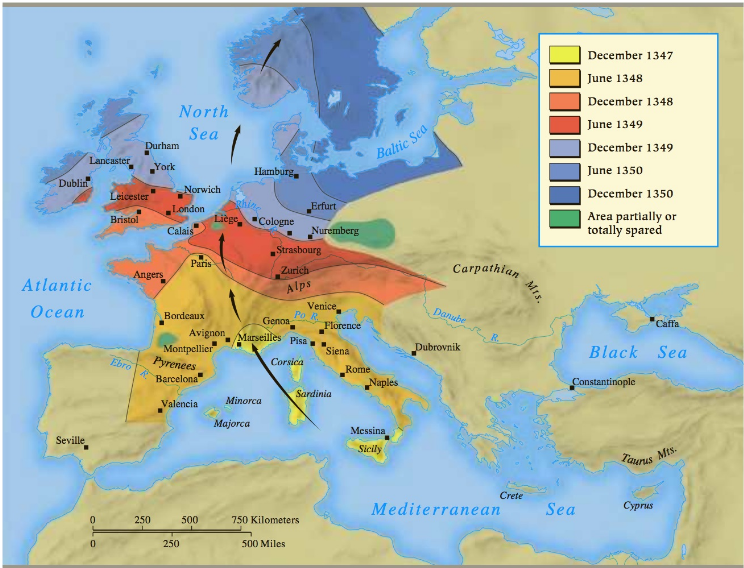 December 1347
June 1348
December 1348
June 1349
December 1349
June 1350
December 1350
Area partially or
totally spared
North
Sea
Baltic Sea
Durham
Lancaster
York
Dublin
Leicester
Norwich
London
Bristol
Calais
Hamburg
Rhine
R.
Erfurt
Liège
Cologne
Nuremberg
Strasbourg
Paris
Zurich
Angers
Alps
Carpathian Mts.
Atlantic
Ocean
Danube
R.
Bordeaux
Venice
Po R.
Genoa
Florence
Avignon
Marseilles
Pisa
Siena
Montpellier
Dubrovnik
Caffa
Black Sea
Ebro R.
Pyrenees
Corsica
Barcelona
Rome
Naples
Constantinople
Valencia
Minorca
Sardinia
Majorca
Messina
Sicily
Seville
Taurus Mts.
Crete
Cyprus
Mediterranean Sea
0 250 500 750 Kilometers
0 250 500 Miles